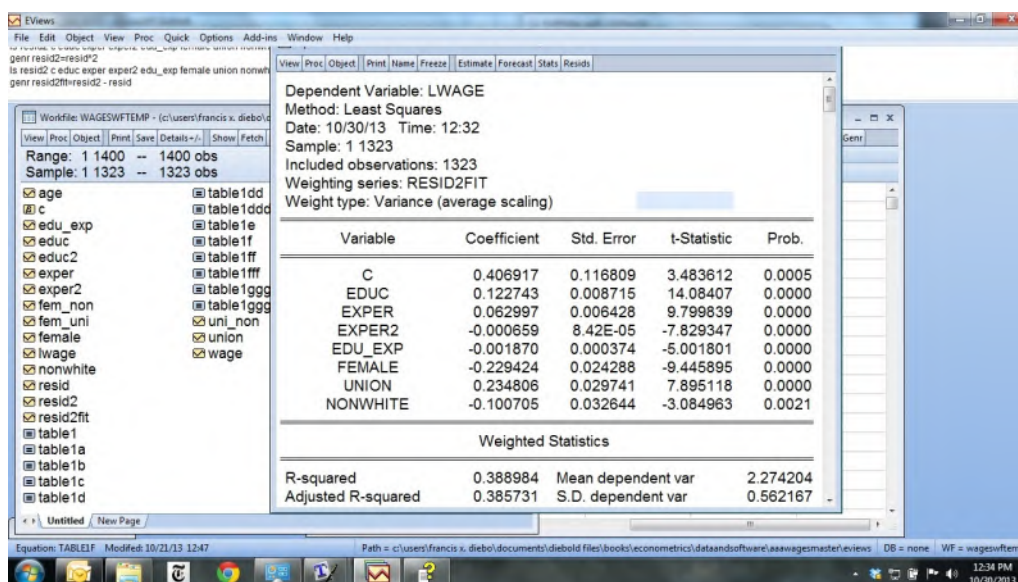 EViews
File Edit Object View Proc Quick Options Add-ins Window Help
genr resid2=resid^2
ls resid2 c educ exper exper2 edu_exp female union nonwh
genr resid2fit=resid2 - resid
View Proc Object Print Name Freeze Estimate Forecast Stats Resids
Dependent Variable: LWAGE
Method: Least Squares
Date: 10/30/13 Time: 12:32
Sample: 1 1323
Included observations: 1323
Weighting series: RESID2FIT
Weight type: Variance (average scaling)
Variable Coefficient Std. Error t-Statistic Prob.
C 0.406917 0.116809 3.483612 0.0005
EDUC 0.122743 0.008715 14.08407 0.0000
EXPER 0.062997 0.006428 9.799839 0.0000
EXPER2 -0.000659 8.42E-05 -7.829347 0.0000
EDU_EXP -0.001870 0.000374 -5.001801 0.0000
FEMALE -0.229424 0.024288 -9.445895 0.0000
UNION 0.234806 0.029741 7.895118 0.0000
NONWHITE -0.100705 0.032644 -3.084963 0.0021
Weighted Statistics
R-squared 0.388984 Mean dependent var 2.274204
Adjusted R-squared 0.385731 S.D. dependent var 0.562167
Workfile: WAGESWFTEMP - (c:\users\francis x. diebo\d
View Proc Object Print Save Details+/- Show Fetch
Genr
Range: 1 1400 -- 1400 obs
Sample: 1 1323 -- 1323 obs
age
c
edu_exp
educ
educ2
exper
exper2
fem_non
fem_uni
female
lwage
nonwhite
resid
resid2
resid2fit
table1
table1a
table1b
table1c
table1d
table1dd
table1ddd
table1e
table1f
table1ff
table1fff
table1ggg
table1ggg
uni_non
union
wage
Untitled New Page
Equation: TABLE1F Modifed: 10/21/13 12:47
Path = c:\users\francis x. diebo\documents\diebold files\books\econometrics\dataandsoftware\aaawagesmaster\eviews DB = none WF = wageswftem
12:34 PM
10/30/201